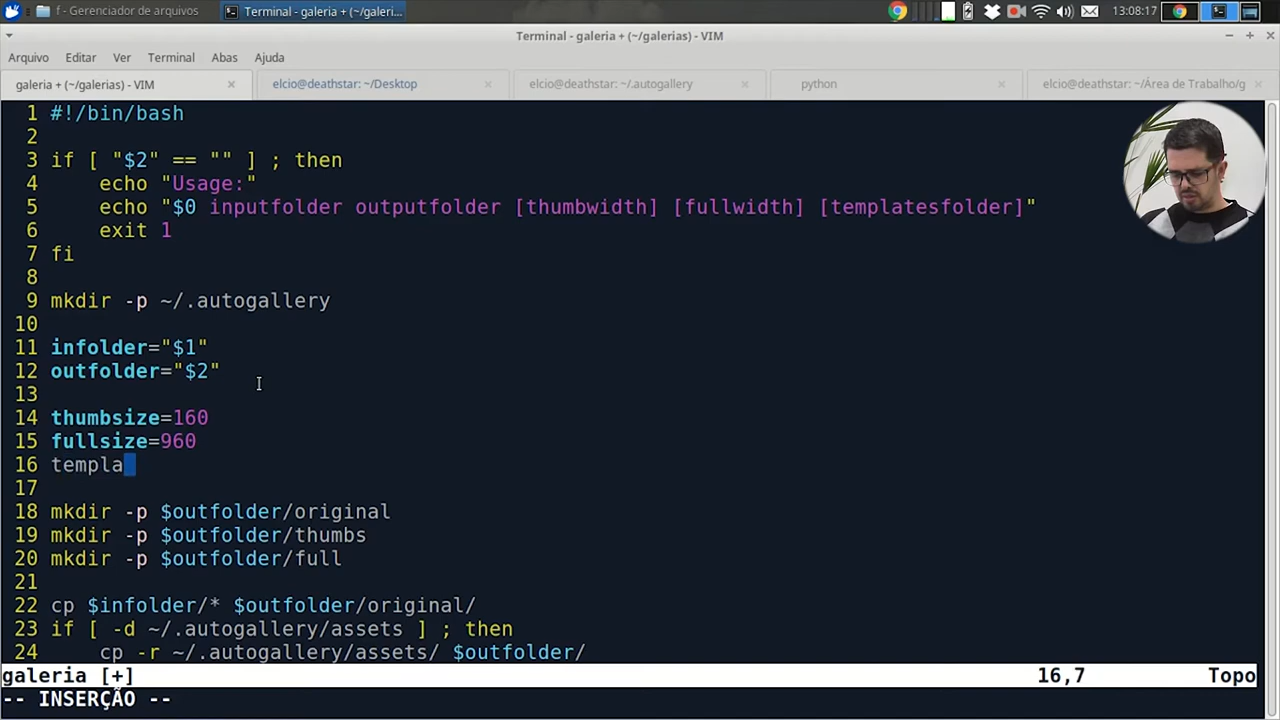 f - Gerenciador de arquivos
Terminal - galeria + (~/galeri...
13:08:17
Terminal - galeria + (~/galerias) - VIM
Arquivo Editar Ver Terminal Abas Ajuda
galeria + (~/galerias) - VIM
elcio@deathstar: ~/Desktop
elcio@deathstar: ~/.autogallery
python
elcio@deathstar: ~/Área de Trabalho/g
1 #!/bin/bash
2
3 if [ "$2" == "" ] ; then
4     echo "Usage:"
5     echo "$0 inputfolder outputfolder [thumbwidth] [fullwidth] [templatesfolder]"
6     exit 1
7 fi
8
9 mkdir -p ~/.autogallery
10
11 infolder="$1"
12 outfolder="$2"
13
14 thumbsize=160
15 fullsize=960
16 templa
17
18 mkdir -p $outfolder/original
19 mkdir -p $outfolder/thumbs
20 mkdir -p $outfolder/full
21
22 cp $infolder/* $outfolder/original/
23 if [ -d ~/.autogallery/assets ] ; then
24     cp -r ~/.autogallery/assets/ $outfolder/
galeria [+] 16,7 Topo
-- INSERÇÃO --